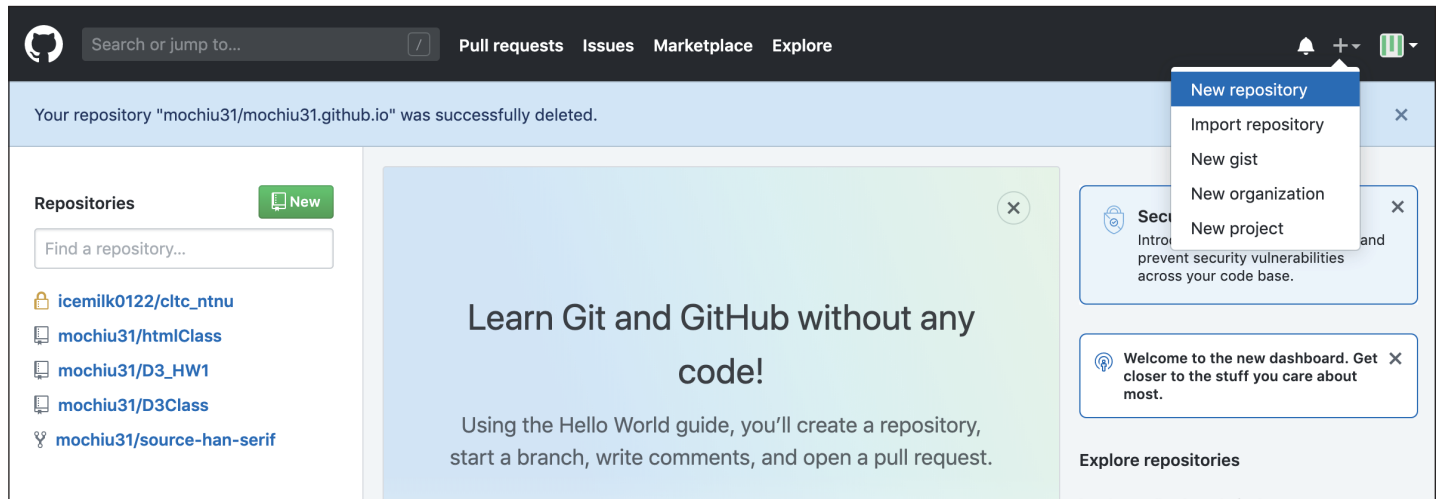 Search or jump to... /
Pull requests Issues Marketplace Explore
New repository
Import repository
New gist
New organization
New project
Your repository "mochiu31/mochiu31.github.io" was successfully deleted.
Repositories
New
Find a repository...
icemilk0122/cltc_ntnu
mochiu31/htmlClass
mochiu31/D3_HW1
mochiu31/D3Class
mochiu31/source-han-serif
Learn Git and GitHub without any
code!
Using the Hello World guide, you’ll create a repository,
start a branch, write comments, and open a pull request.
and
prevent security vulnerabilities
across your code base.
Welcome to the new dashboard. Get
closer to the stuff you care about
most.
Explore repositories